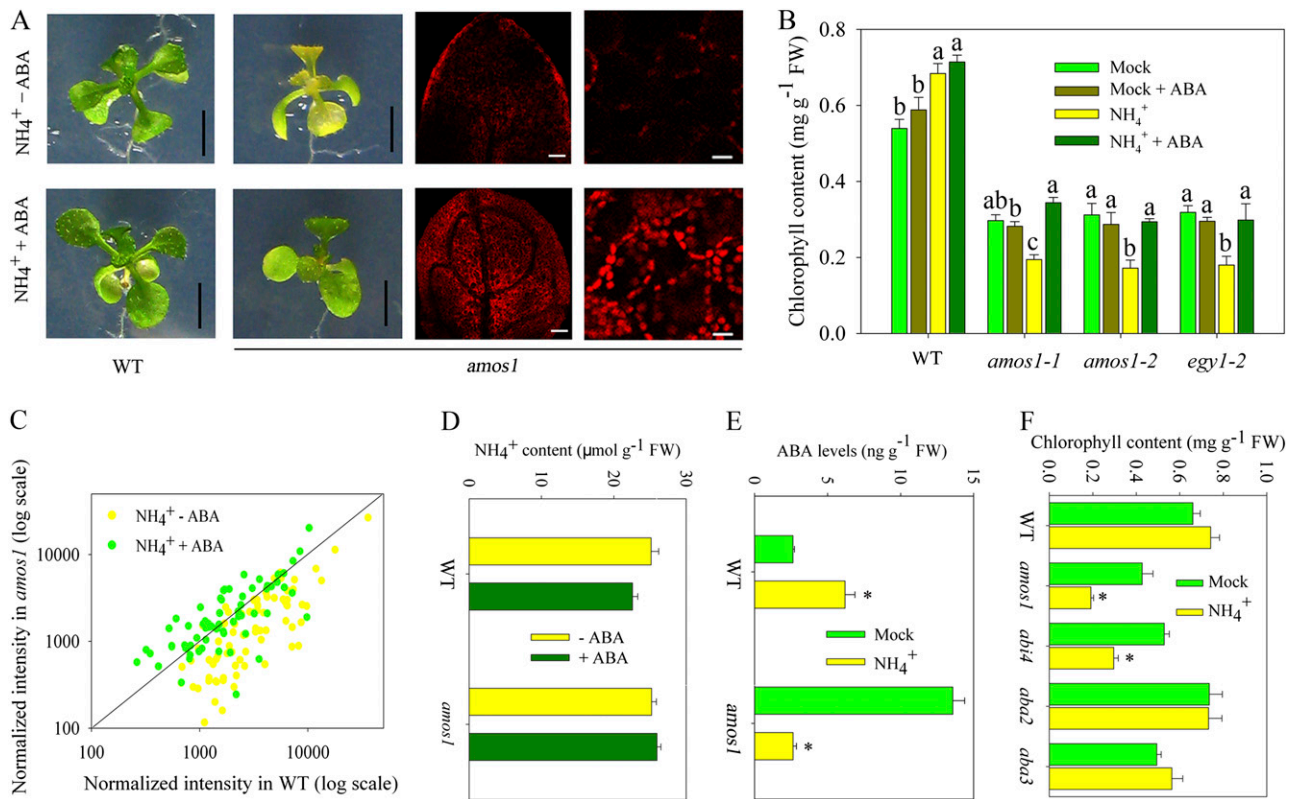 A
NH4⁺ – ABA
NH4⁺ + ABA
WT
amos1
B
Chlorophyll content (mg g⁻¹ FW)
0.8
0.6
0.4
0.2
0.0
b b a a
ab b c a
a a b a
a a b a
Mock
Mock + ABA
NH₄⁺
NH₄⁺ + ABA
WT amos1-1 amos1-2 egy1-2
C
Normalized intensity in amos1 (log scale)
10000
1000
100
NH₄⁺ - ABA
NH₄⁺ + ABA
100 1000 10000
Normalized intensity in WT (log scale)
D
NH₄⁺ content (µmol g⁻¹ FW)
0 10 20 30
WT
amos1
- ABA
+ ABA
E
ABA levels (ng g⁻¹ FW)
0 5 10 15
WT
amos1
*
Mock
NH₄⁺
*
F
Chlorophyll content (mg g⁻¹ FW)
0.0 0.2 0.4 0.6 0.8 1.0
WT
amos1
abi4
aba2
aba3
*
*
Mock
NH₄⁺